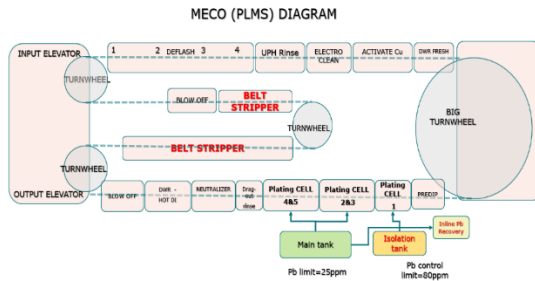 MECO (PLMS) DIAGRAM
INPUT ELEVATOR
1 2 DEFLASH 3 4
UPH Rinse
ELECTRO
CLEAN
ACTIVATE Cu
DWR FRESH
TURNWHEEL
BLOW OFF
BELT
STRIPPER
TURNWHEEL
BIG
TURNWHEEL
BELT STRIPPER
TURNWHEEL
OUTPUT ELEVATOR
BLOW OFF
DWR -
HOT DI
NEUTRALIZER
Drag-
out
rinse
Plating CELL
4&5
Plating CELL
2&3
Plating
CELL
1
PREDIP
Main tank
Isolation
tank
Inline Pb
Recovery
Pb limit=25ppm
Pb control
limit=80ppm